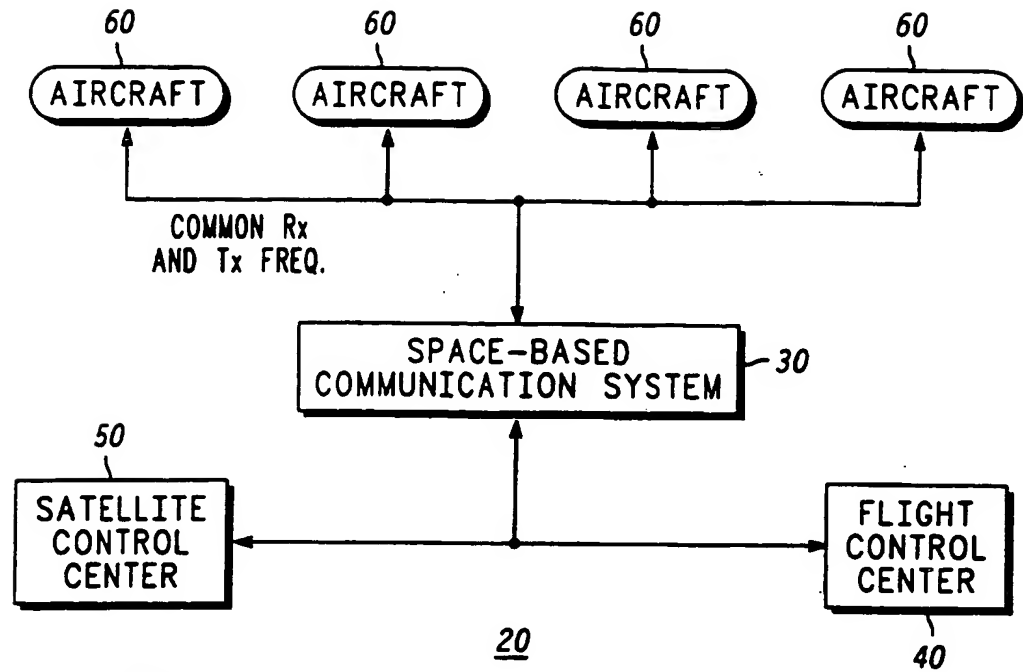 60 60 60 60
AIRCRAFT AIRCRAFT AIRCRAFT AIRCRAFT
COMMON Rx
AND Tx FREQ.
SPACE-BASED
COMMUNICATION SYSTEM
30
50
SATELLITE
CONTROL
CENTER
FLIGHT
CONTROL
CENTER
20
40